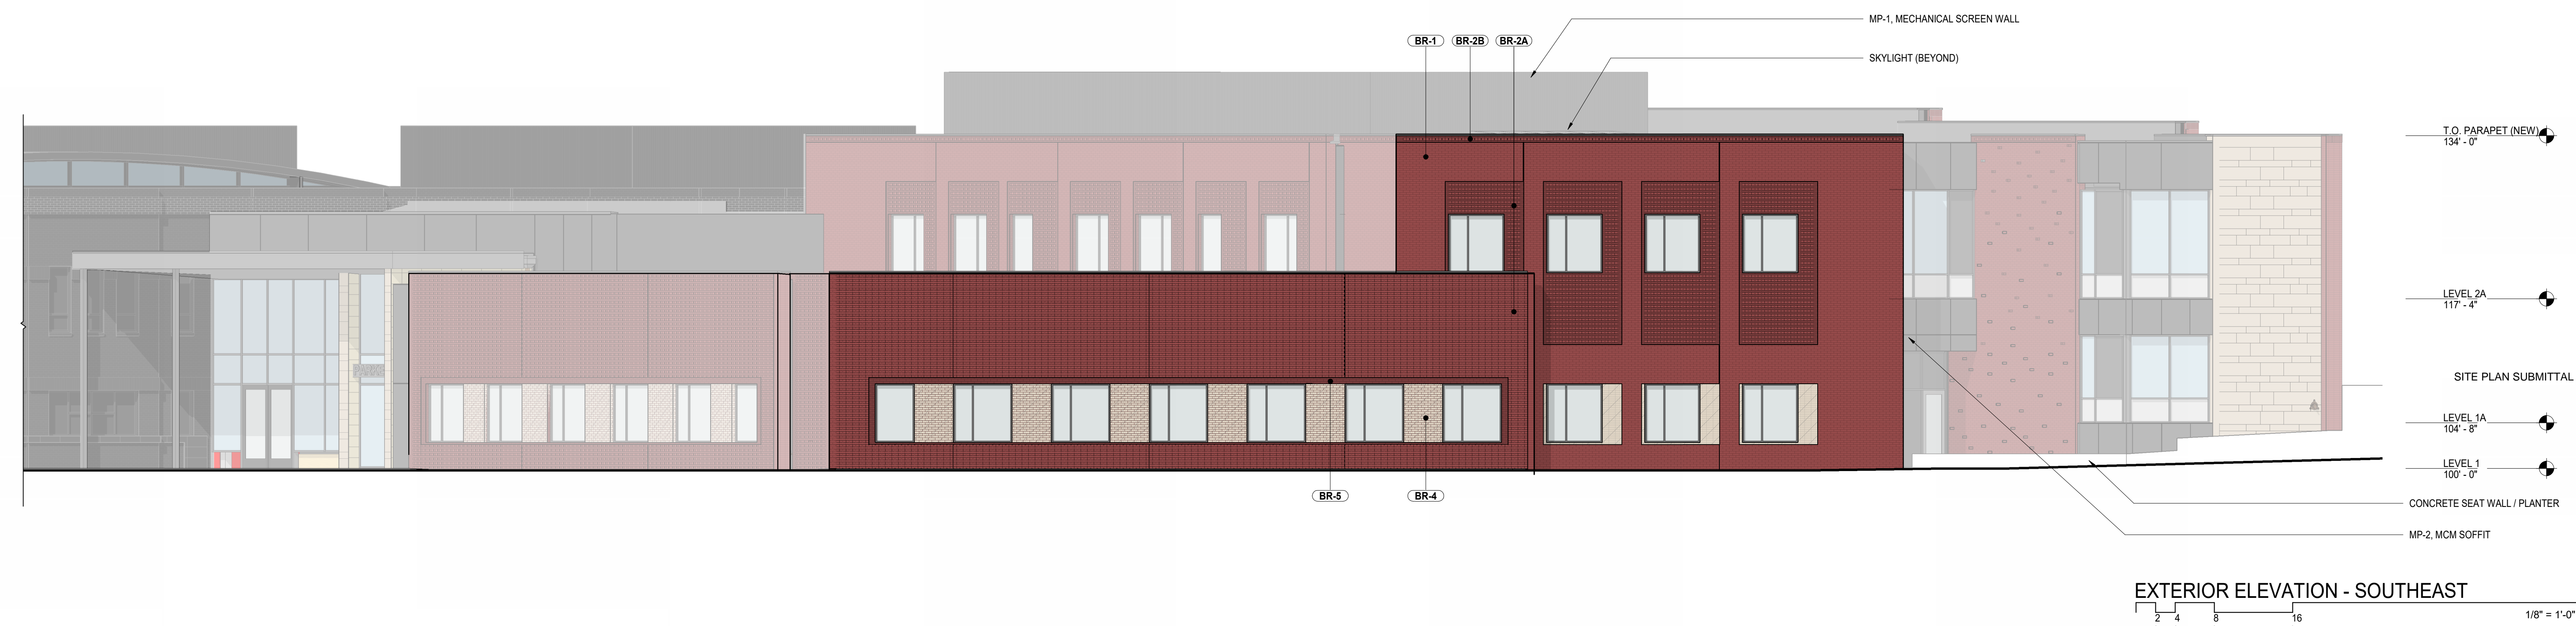 MP-1, MECHANICAL SCREEN WALL
BR-1 BR-2B BR-2A
SKYLIGHT (BEYOND)
T.O. PARAPET (NEW)
134' - 0"
LEVEL 2A
117' - 4"
SITE PLAN SUBMITTAL
LEVEL 1A
104' - 8"
LEVEL 1
100' - 0"
BR-5 BR-4
CONCRETE SEAT WALL / PLANTER
MP-2, MCM SOFFIT
EXTERIOR ELEVATION - SOUTHEAST
2 4 8 16
1/8" = 1'-0"